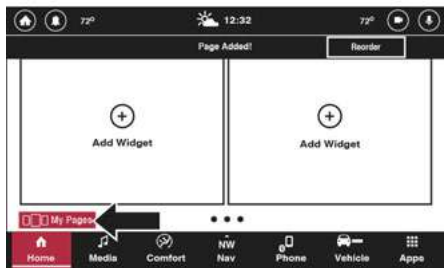 72° 12:32 72°
Page Added! Reorder
Add Widget Add Widget
My Pages
NW
Home Media Comfort Nav Phone Vehicle Apps